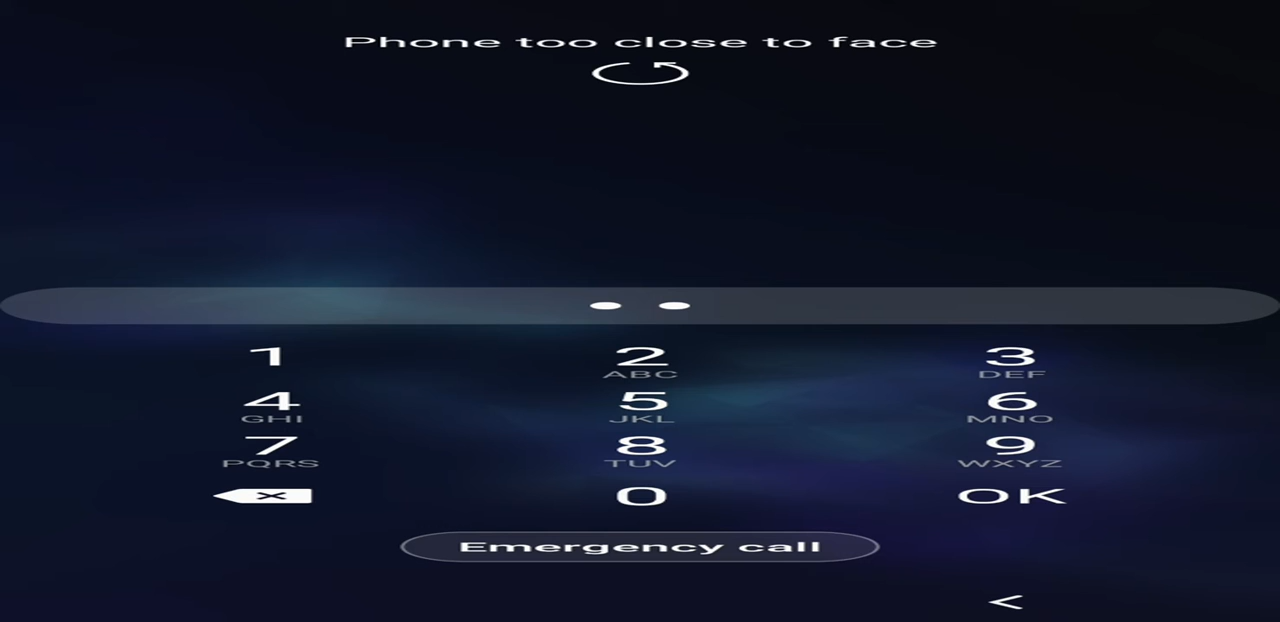 Phone too close to face
1 2 3
ABC DEF
4 5 6
GHI JKL MNO
7 8 9
PQRS TUV WXYZ
0 OK
Emergency call